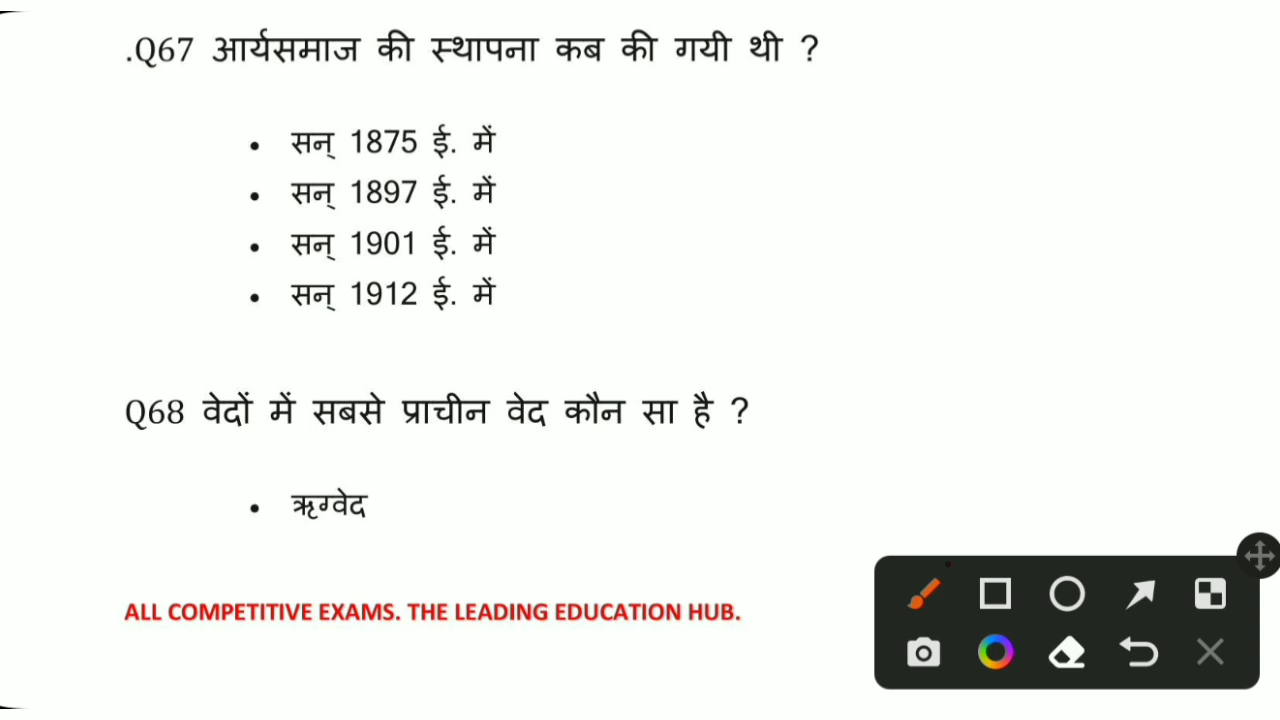 .Q67 आर्यसमाज की स्थापना कब की गयी थी ?
• सन् 1875 ई. में
• सन् 1897 ई. में
• सन् 1901 ई. में
• सन् 1912 ई. में
Q68 वेदों में सबसे प्राचीन वेद कौन सा है ?
• ऋग्वेद
ALL COMPETITIVE EXAMS. THE LEADING EDUCATION HUB.